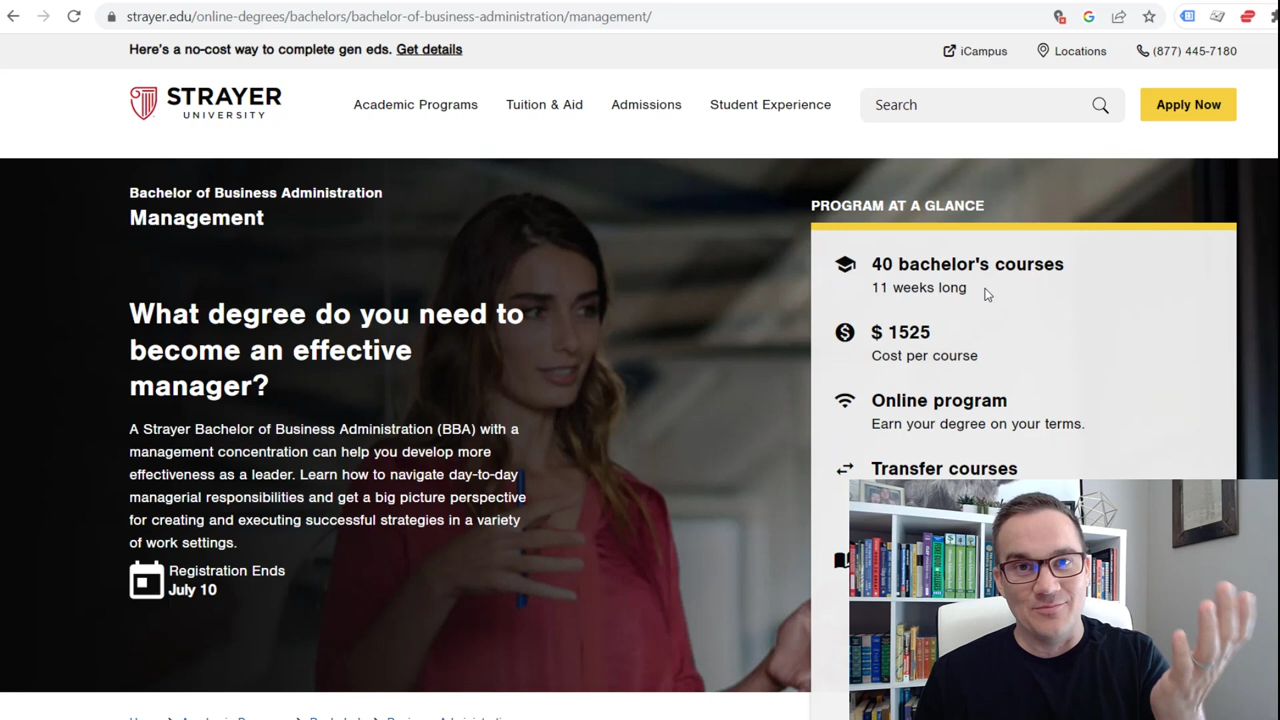 strayer.edu/online-degrees/bachelors/bachelor-of-business-administration/management/
Here's a no-cost way to complete gen eds. Get details
iCampus
Locations
(877) 445-7180
STRAYER
UNIVERSITY
Academic Programs
Tuition & Aid
Admissions
Student Experience
Search
Apply Now
Bachelor of Business Administration
Management
What degree do you need to
become an effective
manager?
A Strayer Bachelor of Business Administration (BBA) with a
management concentration can help you develop more
effectiveness as a leader. Learn how to navigate day-to-day
managerial responsibilities and get a big picture perspective
for creating and executing successful strategies in a variety
of work settings.
Registration Ends
July 10
PROGRAM AT A GLANCE
40 bachelor's courses
11 weeks long
$ 1525
Cost per course
Online program
Earn your degree on your terms.
Transfer courses